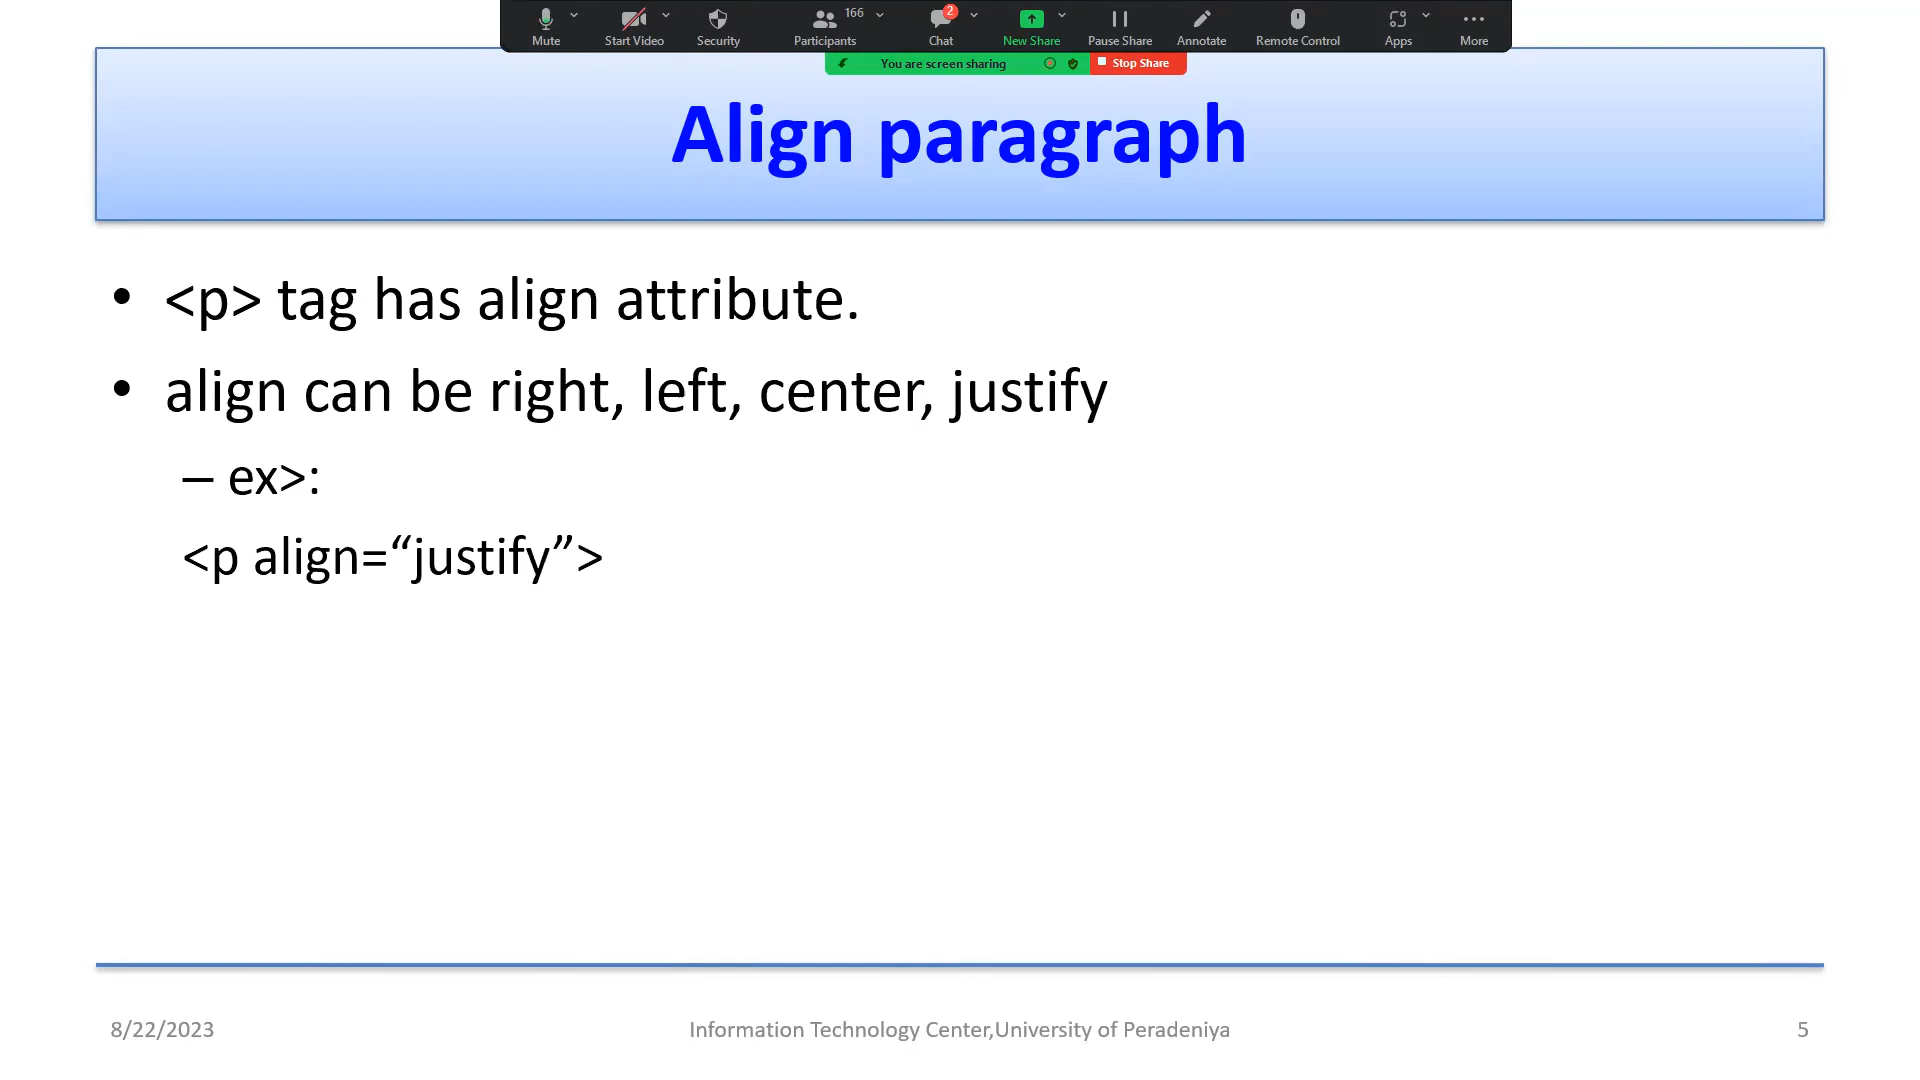 Mute
Start Video
Security
Participants
166
Chat
2
New Share
Pause Share
Annotate
Remote Control
Apps
More
You are screen sharing
Stop Share
Align paragraph
• <p> tag has align attribute.
• align can be right, left, center, justify
– ex>:
<p align=“justify”>
8/22/2023
Information Technology Center,University of Peradeniya
5